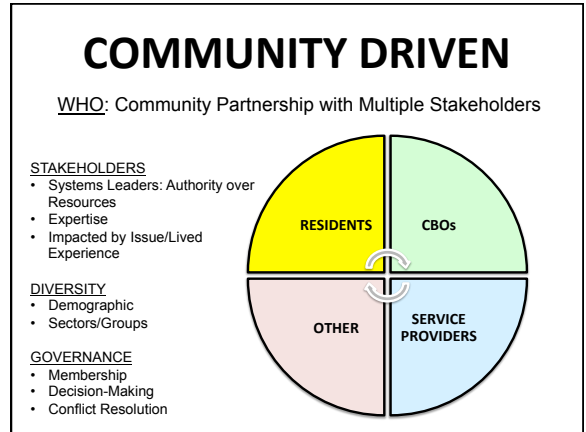 COMMUNITY DRIVEN
WHO: Community Partnership with Multiple Stakeholders
STAKEHOLDERS
• Systems Leaders: Authority over
Resources
• Expertise
• Impacted by Issue/Lived
Experience
DIVERSITY
• Demographic
• Sectors/Groups
GOVERNANCE
• Membership
• Decision-Making
• Conflict Resolution
RESIDENTS
CBOs
OTHER
SERVICE
PROVIDERS